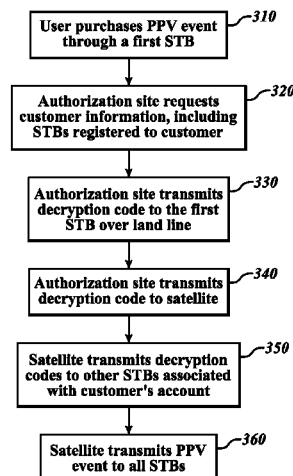 310
User purchases PPV event
through a first STB
320
Authorization site requests
customer information, including
STBs registered to customer
330
Authorization site transmits
decryption code to the first
STB over land line
340
Authorization site transmits
decryption code to satellite
350
Satellite transmits decryption
codes to other STBs associated
with customer's account
360
Satellite transmits PPV
event to all STBs